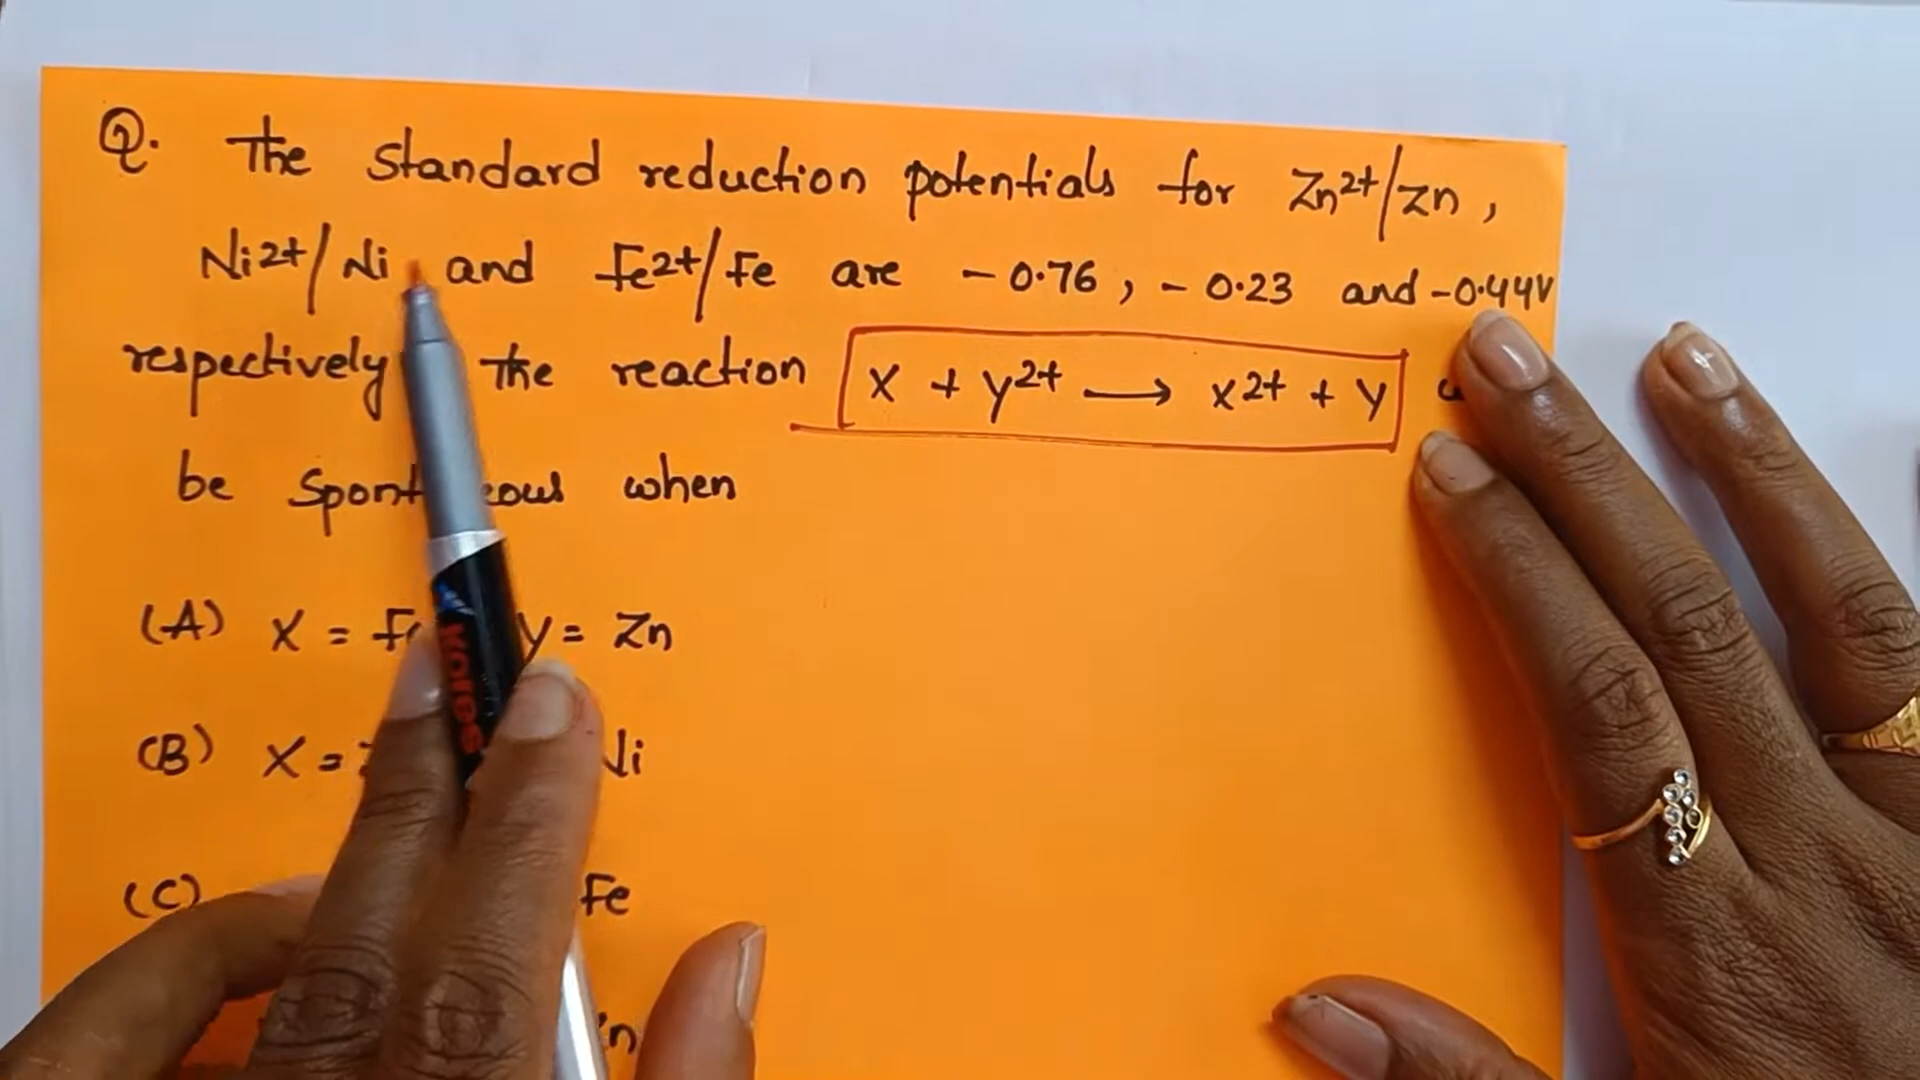 Q. The standard reduction potentials for Zn2+/Zn,
Ni2+/Ni and Fe2+/Fe are -0.76, -0.23 and -0.44V
respectively the reaction X + Y2+ → X2+ + Y
be when
(A) X = Y = Zn
(B) X = Ni
(C) Fe
KORES